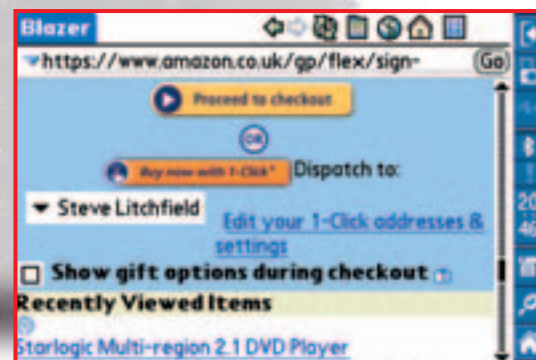 Blazer
https://www.amazon.co.uk/gp/flex/sign-
Go
Proceed to checkout
OR
Buy now with 1-Click®
Dispatch to:
Steve Litchfield
Edit your 1-Click addresses &
settings
Show gift options during checkout
Recently Viewed Items
Starlogic Multi-region 2.1 DVD Player